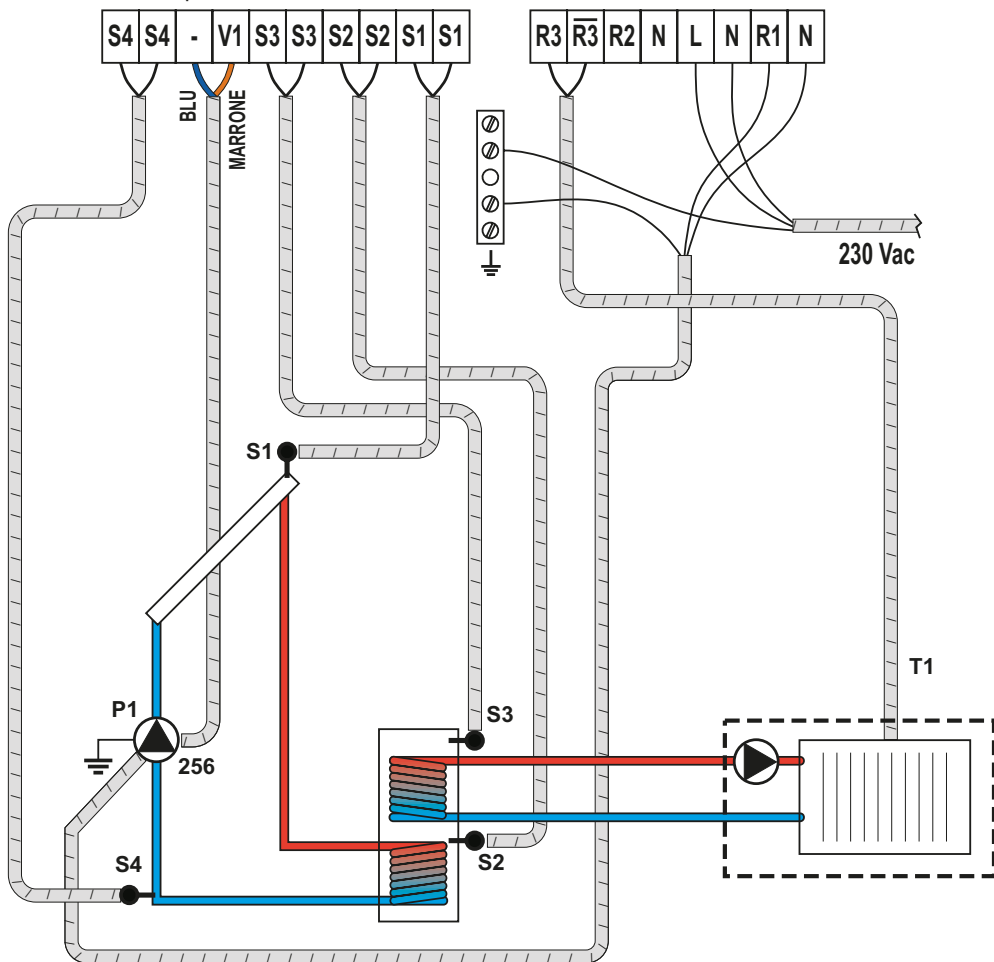 S4 S4 - V1 S3 S3 S2 S2 S1 S1
R3 R3̅ R2 N L N R1 N
BLU
MARRONE
230 Vac
S1
T1
P1
S3
256
S4
S2